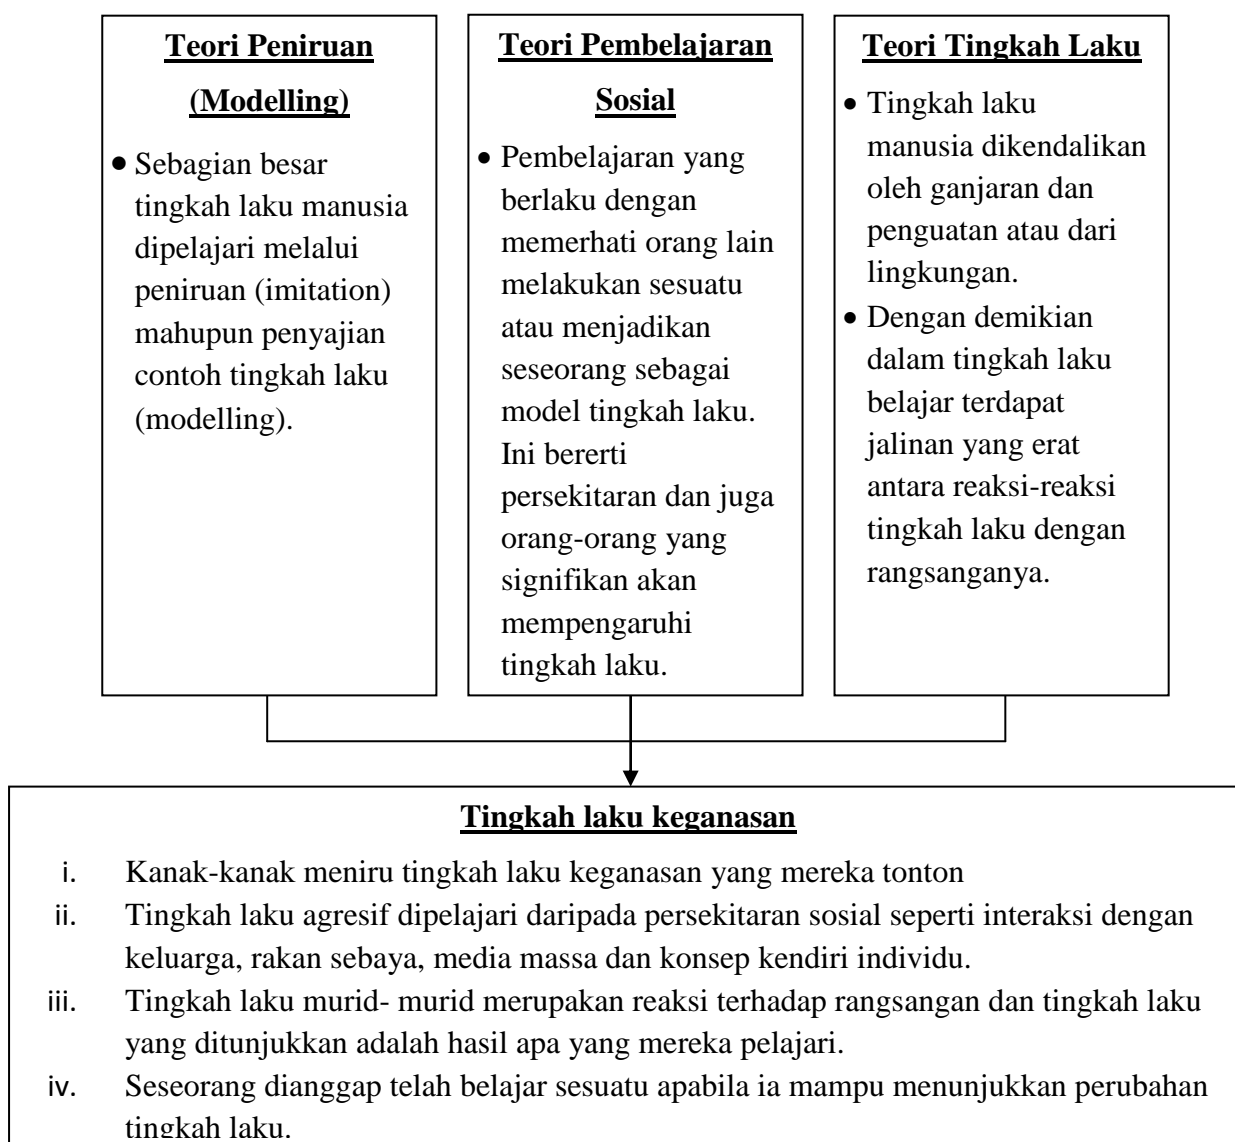 Teori Peniruan
(Modelling)
• Sebagian besar
tingkah laku manusia
dipelajari melalui
peniruan (imitation)
mahupun penyajian
contoh tingkah laku
(modelling).
Teori Pembelajaran
Sosial
• Pembelajaran yang
berlaku dengan
memerhati orang lain
melakukan sesuatu
atau menjadikan
seseorang sebagai
model tingkah laku.
Ini bererti
persekitaran dan juga
orang-orang yang
signifikan akan
mempengaruhi
tingkah laku.
Teori Tingkah Laku
• Tingkah laku
manusia dikendalikan
oleh ganjaran dan
penguatan atau dari
lingkungan.
• Dengan demikian
dalam tingkah laku
belajar terdapat
jalinan yang erat
antara reaksi-reaksi
tingkah laku dengan
rangsanganya.
Tingkah laku keganasan
i. Kanak-kanak meniru tingkah laku keganasan yang mereka tonton
ii. Tingkah laku agresif dipelajari daripada persekitaran sosial seperti interaksi dengan
keluarga, rakan sebaya, media massa dan konsep kendiri individu.
iii. Tingkah laku murid- murid merupakan reaksi terhadap rangsangan dan tingkah laku
yang ditunjukkan adalah hasil apa yang mereka pelajari.
iv. Seseorang dianggap telah belajar sesuatu apabila ia mampu menunjukkan perubahan
tingkah laku.